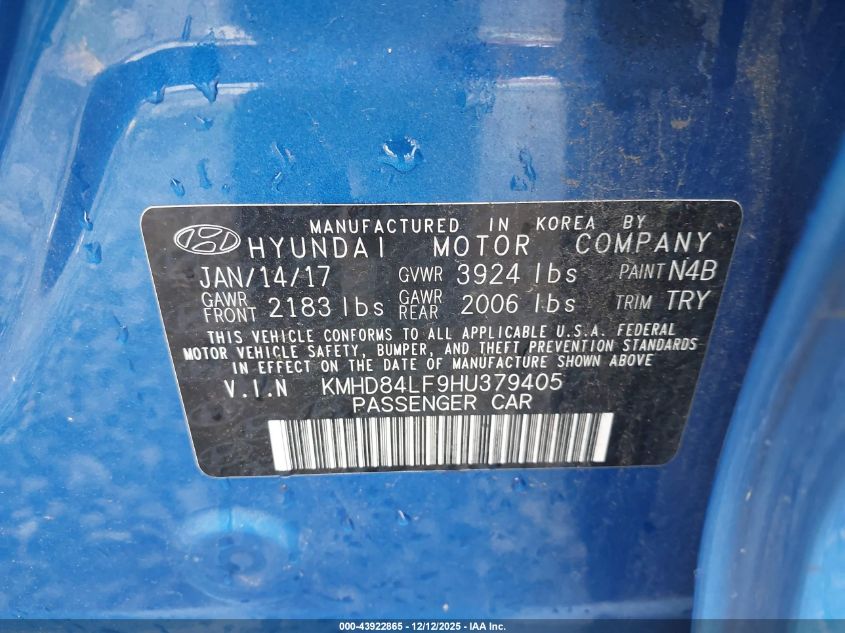 MANUFACTURED IN KOREA BY
HYUNDAI MOTOR COMPANY
JAN/14/17 GVWR 3924 lbs PAINT N4B
GAWR FRONT 2183 lbs GAWR REAR 2006 lbs TRIM TRY
THIS VEHICLE CONFORMS TO ALL APPLICABLE U.S.A. FEDERAL
MOTOR VEHICLE SAFETY, BUMPER, AND THEFT PREVENTION STANDARDS
IN EFFECT ON THE DATE OF MANUFACTURE SHOWN ABOVE
V.I.N KMHD84LF9HU379405
PASSENGER CAR
000-43922865 - 12/12/2025 - IAA Inc.